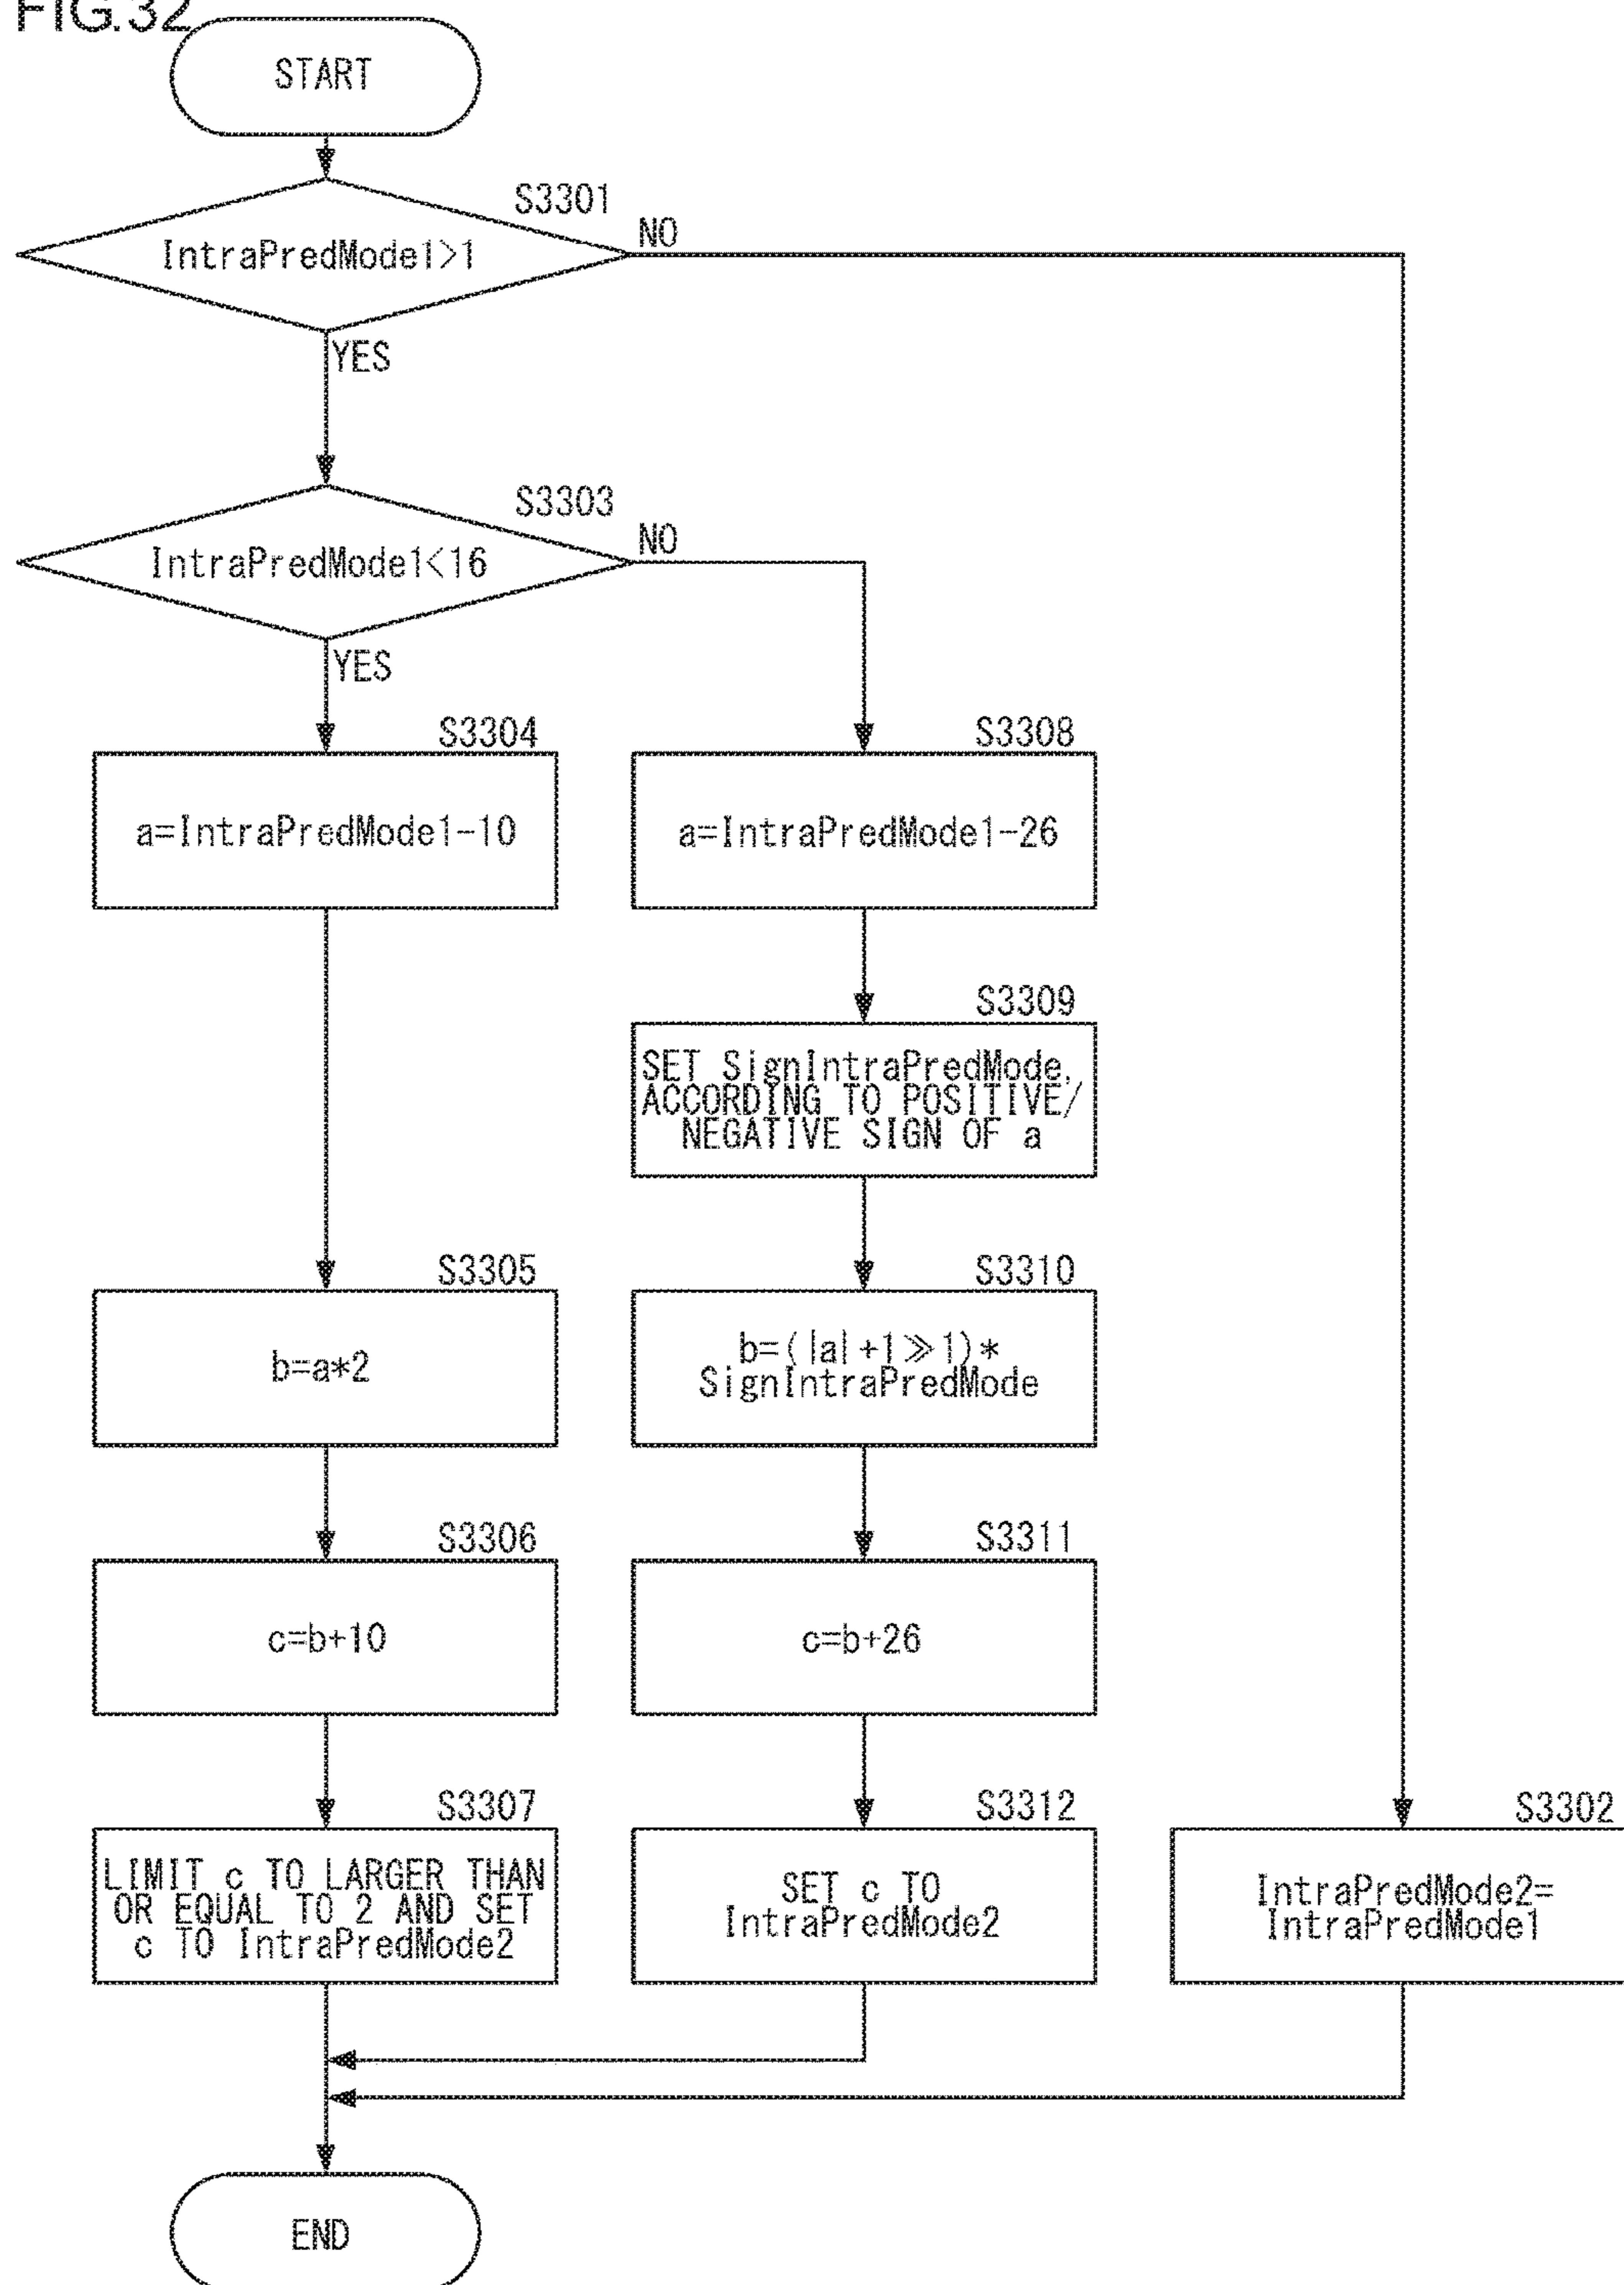 FIG.32
START
S3301
IntraPredMode1>1
NO
YES
S3303
IntraPredMode1<16
NO
YES
S3304
a=IntraPredMode1-10
S3308
a=IntraPredMode1-26
S3309
SET SignIntraPredMode,
ACCORDING TO POSITIVE/
NEGATIVE SIGN OF a
S3305
b=a*2
S3310
b=(|a|+1≫1)*
SignIntraPredMode
S3306
c=b+10
S3311
c=b+26
S3307
LIMIT c TO LARGER THAN
OR EQUAL TO 2 AND SET
c TO IntraPredMode2
S3312
SET c TO
IntraPredMode2
S3302
IntraPredMode2=
IntraPredMode1
END